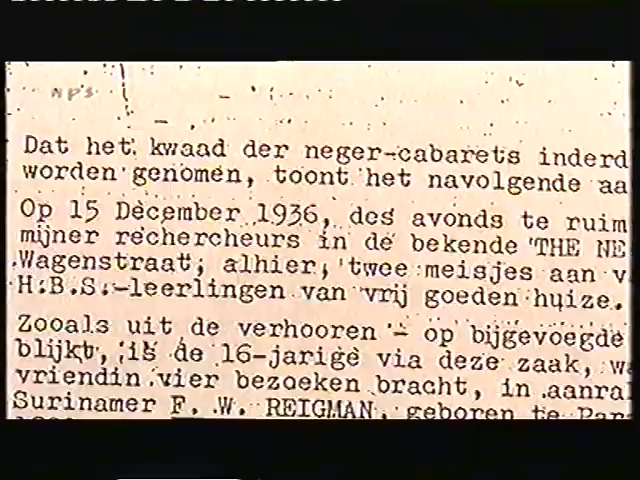 NPS
Dat het kwaad der neger-cabarets inderd
worden genomen, toont het navolgende aa
Op 15 December 1936, des avonds te ruim
mijner rechercheurs in de bekende 'THE NE
Wagenstraat, alhier, twee meisjes aan v
H.B.S.-leerlingen van vrij goeden huize.
Zooals uit de verhooren - op bijgevoegde
blijkt, is de 16-jarige via deze zaak, wa
vriendin vier bezoeken bracht, in aanra
Surinamer F. W. REIGMAN, geboren te Par